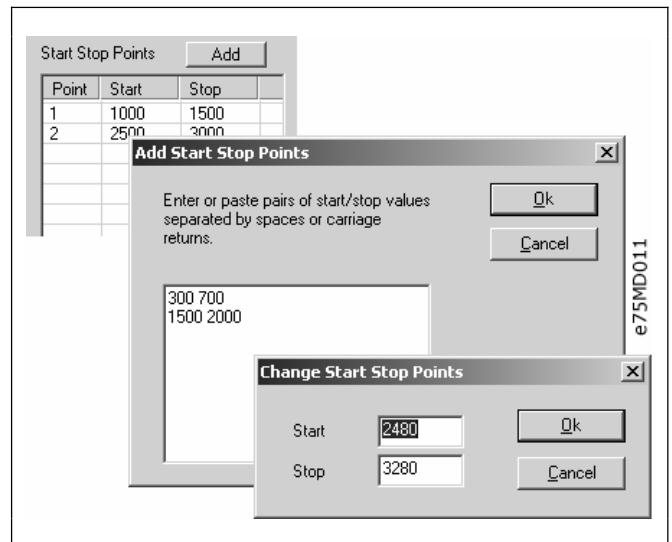 Start Stop Points Add
Point Start Stop
1 1000 1500
2 2500 3000
Add Start Stop Points
Enter or paste pairs of start/stop values
separated by spaces or carriage
returns.
Ok
Cancel
300 700
1500 2000
Change Start Stop Points
Start 2480 Ok
Stop 3280 Cancel
e75MD011